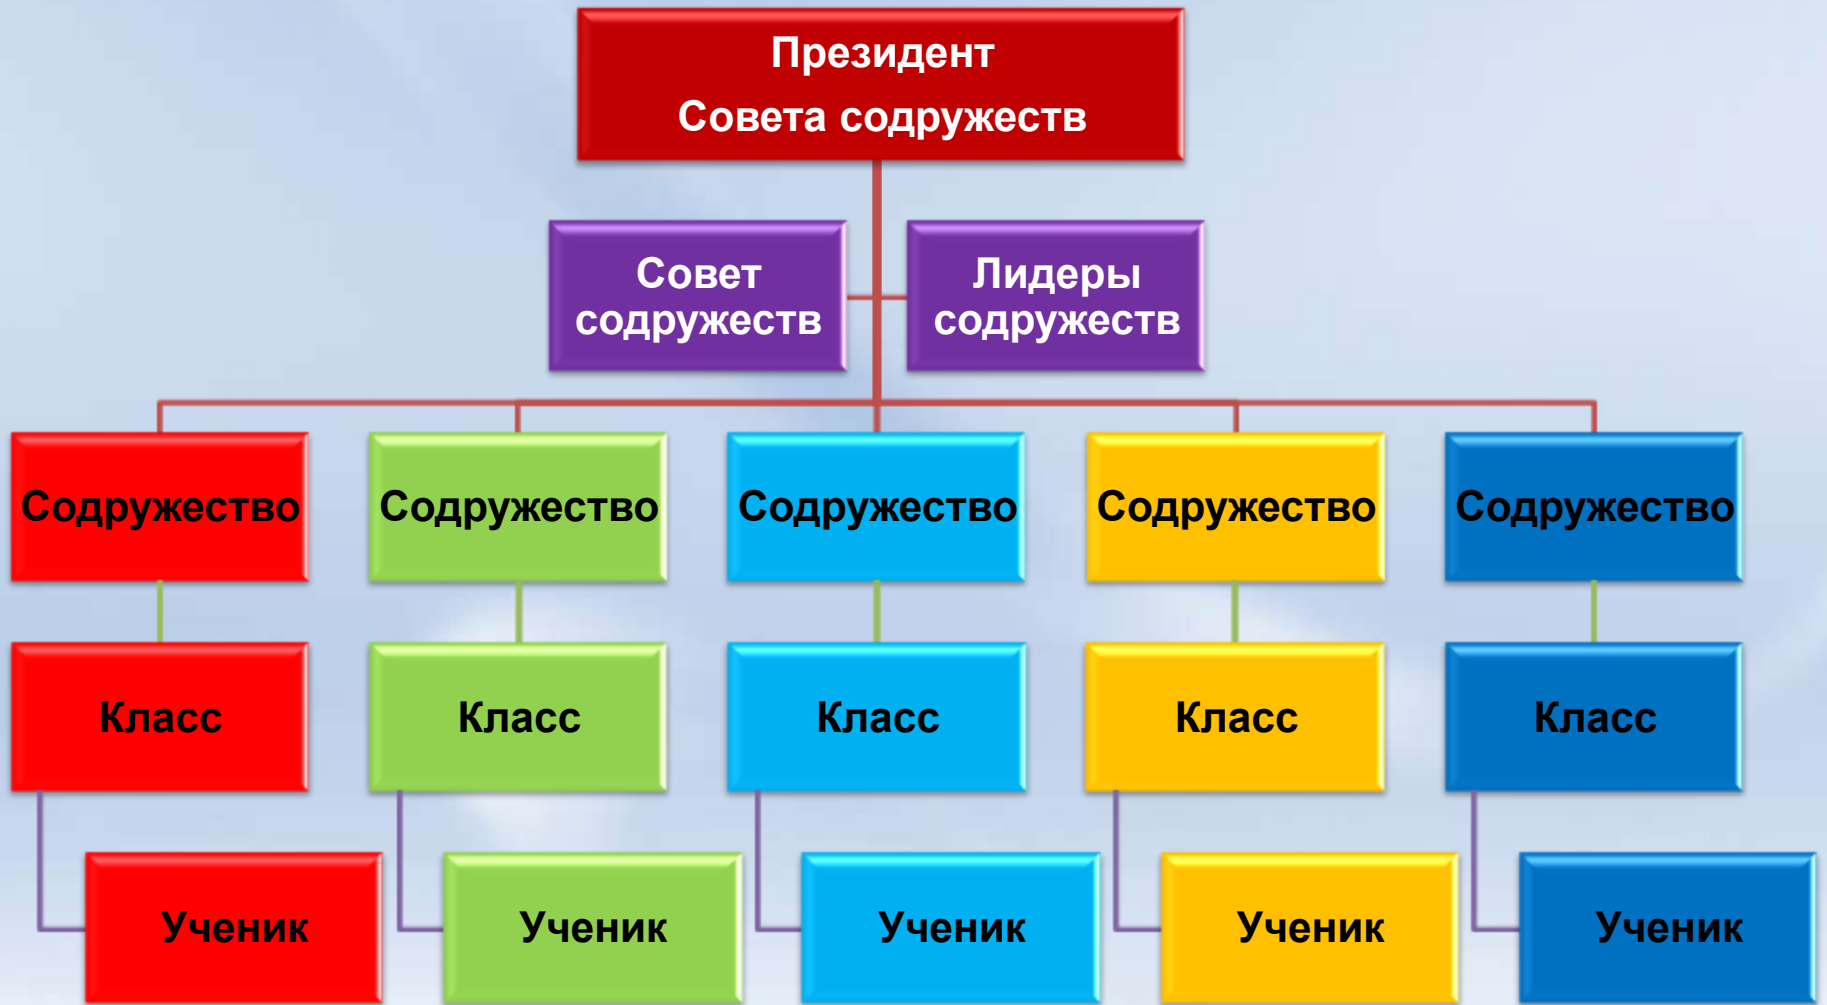 Президент
Совета содружеств
Совет
содружеств
Лидеры
содружеств
Содружество
Содружество
Содружество
Содружество
Содружество
Класс
Класс
Класс
Класс
Класс
Ученик
Ученик
Ученик
Ученик
Ученик